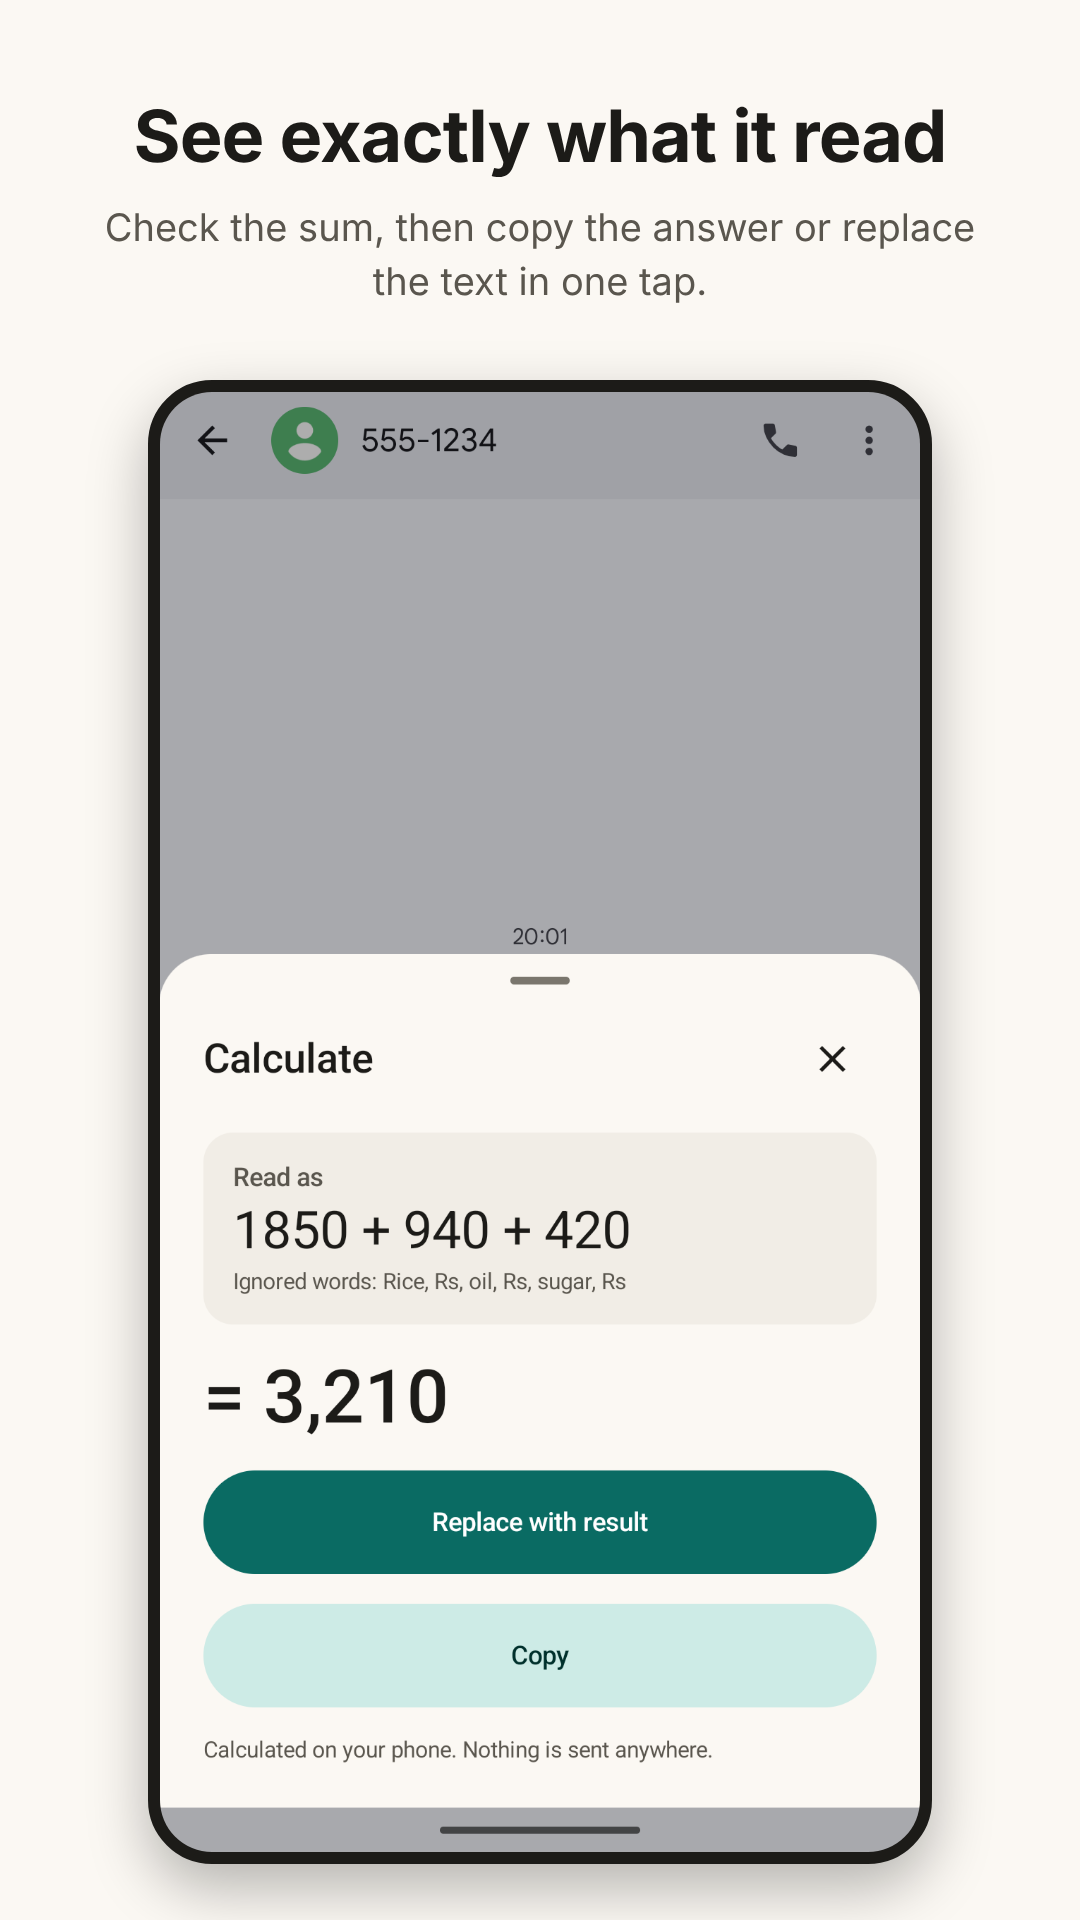 See exactly what it read
Check the sum, then copy the answer or replace
the text in one tap.
555-1234
20:01
Calculate
Read as
1850 + 940 + 420
Ignored words: Rice, Rs, oil, Rs, sugar, Rs
= 3,210
Replace with result
Copy
Calculated on your phone. Nothing is sent anywhere.